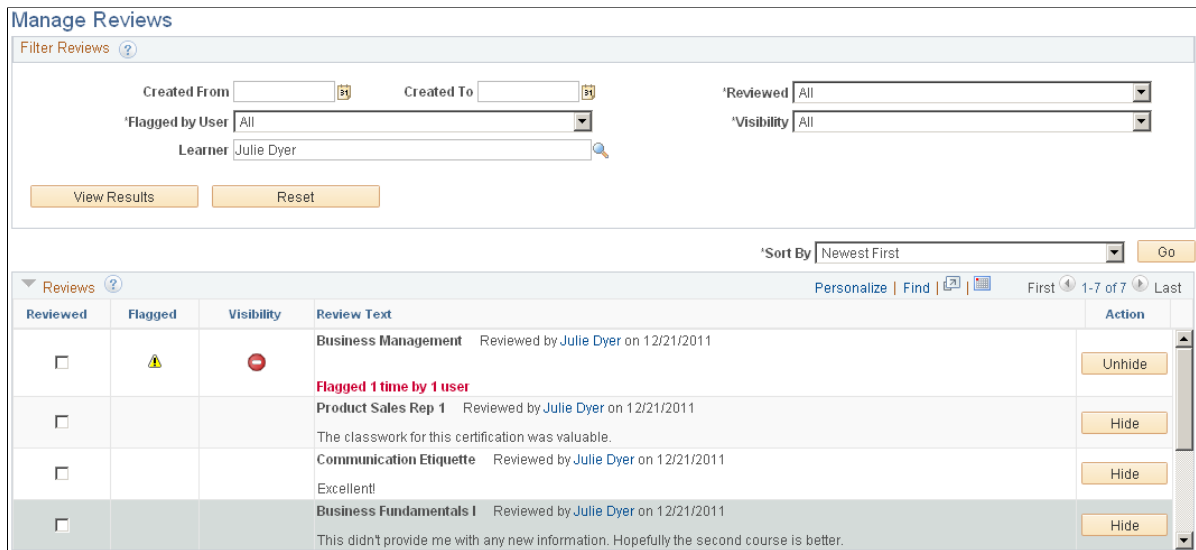 Manage Reviews
Filter Reviews ?
Created From 31 Created To 31 *Reviewed All
*Flagged by User All *Visibility All
Learner Julie Dyer
View Results Reset
*Sort By Newest First Go
Reviews ? Personalize | Find | | First 1-7 of 7 Last
Reviewed Flagged Visibility Review Text Action
Business Management Reviewed by Julie Dyer on 12/21/2011
Unhide
Flagged 1 time by 1 user
Product Sales Rep 1 Reviewed by Julie Dyer on 12/21/2011
Hide
The classwork for this certification was valuable.
Communication Etiquette Reviewed by Julie Dyer on 12/21/2011
Hide
Excellent!
Business Fundamentals I Reviewed by Julie Dyer on 12/21/2011
Hide
This didn't provide me with any new information. Hopefully the second course is better.